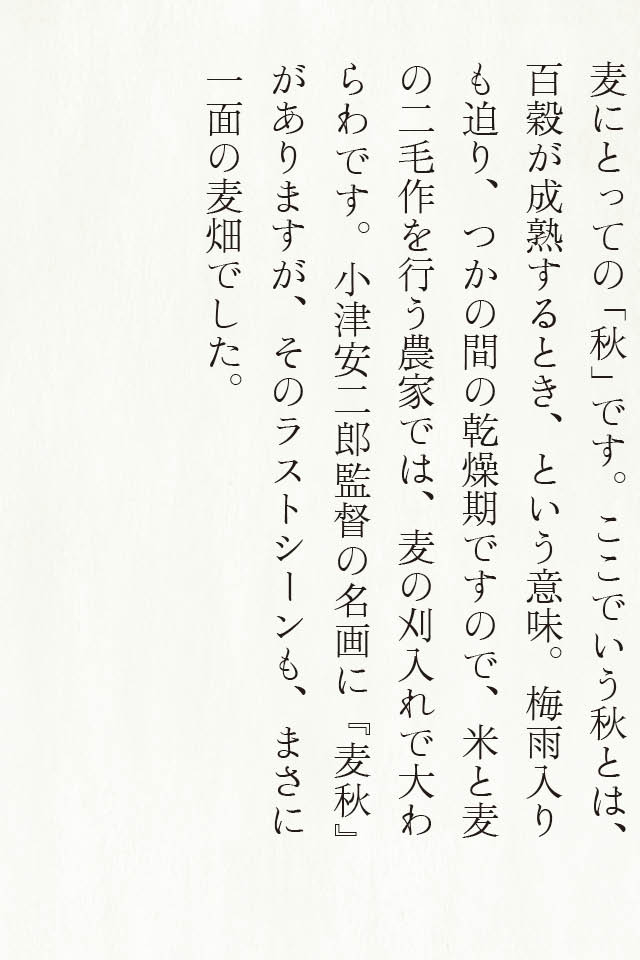 麦にとっての「秋」です。ここでいう秋とは、
百穀が成熟するとき、という意味。梅雨入り
も迫り、つかの間の乾燥期ですので、米と麦
の二毛作を行う農家では、麦の刈入れで大わ
らわです。小津安二郎監督の名画に『麦秋』
がありますが、そのラストシーンも、まさに
一面の麦畑でした。